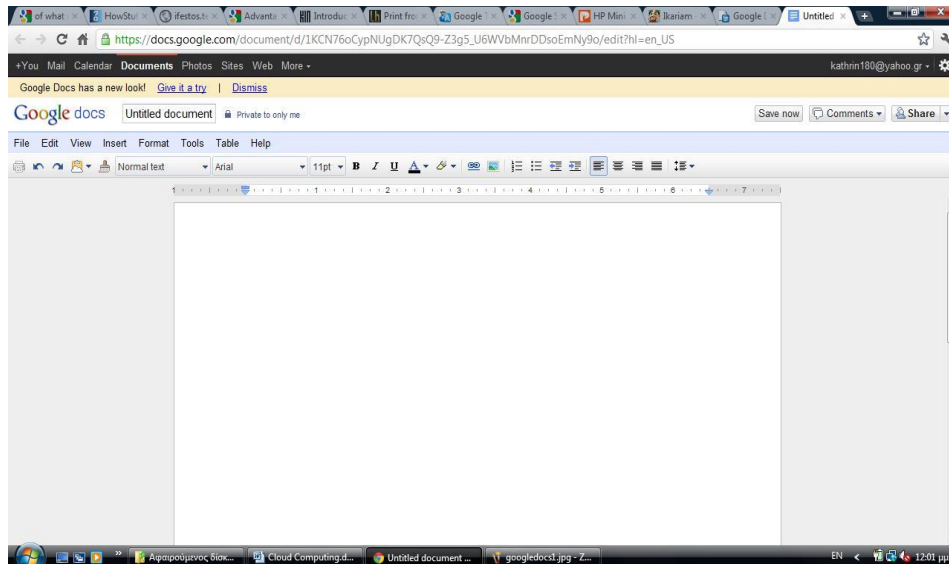 of what HowStuf ifestos.ts Advanta Introduc Print fro Google T Google S HP Mini Ikariam Google D Untitled
https://docs.google.com/document/d/1KCN76oCypNUgDK7QsQ9-Z3g5_U6WVbMnrDDsoEmNy9o/edit?hl=en_US
+You Mail Calendar Documents Photos Sites Web More kathrin180@yahoo.gr
Google Docs has a new look! Give it a try | Dismiss
Google docs Untitled document Private to only me Save now Comments Share
File Edit View Insert Format Tools Table Help
Normal text Arial 11pt B I U A
1 1 2 3 4 5 6 7
Αφαιρούμενος δίσκ... Cloud Computing.d... Untitled document ... googledocs1.jpg - Z... EN 12:01 μμ